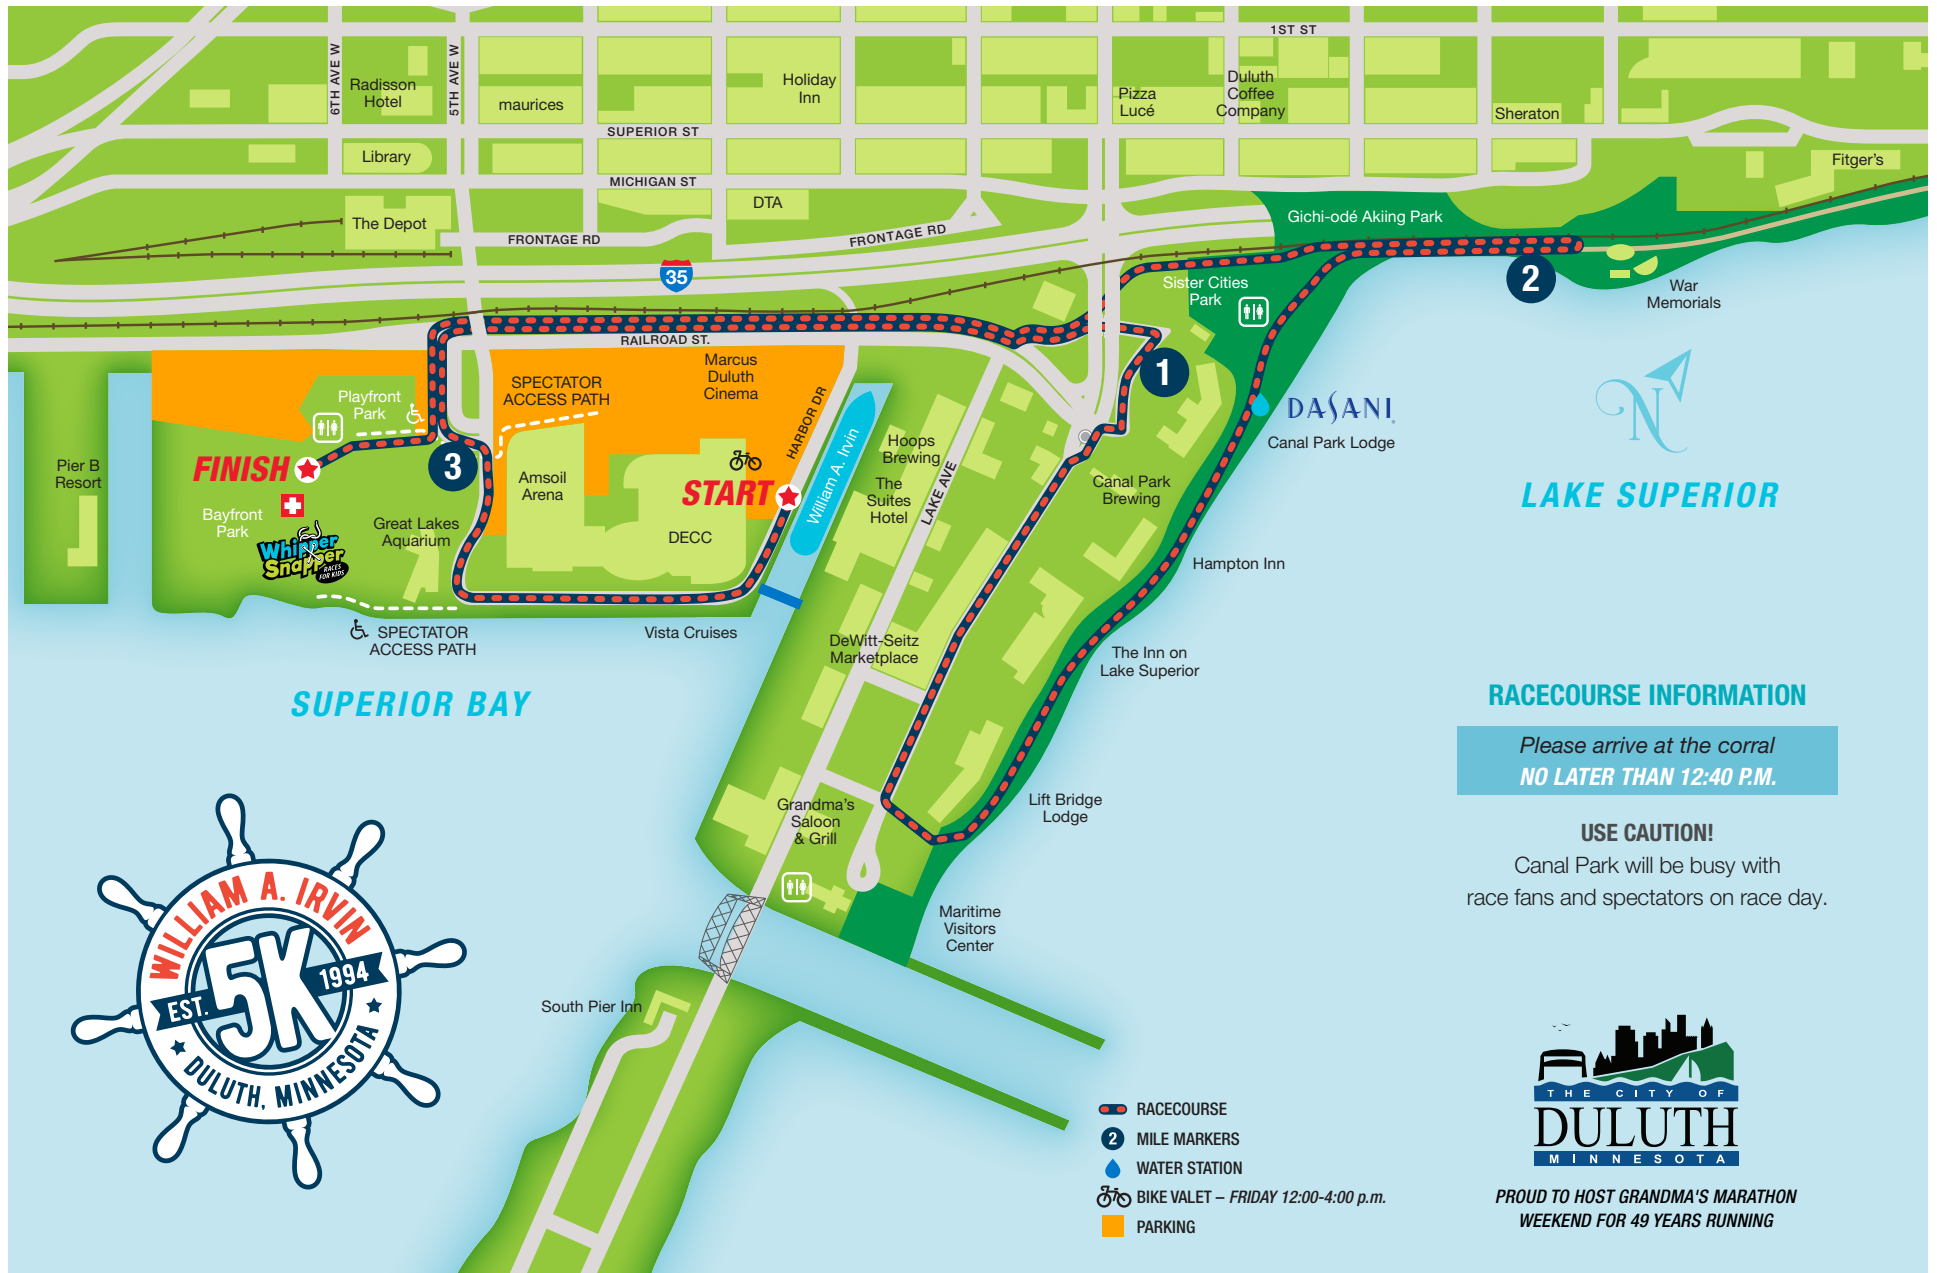 1ST ST
6TH AVE W
5TH AVE W
Radisson
Hotel
maurices
Holiday
Inn
Pizza
Lucé
Duluth
Coffee
Company
Sheraton
SUPERIOR ST
Library
Fitger's
MICHIGAN ST
DTA
The Depot
FRONTAGE RD
FRONTAGE RD
Gichi-odé Akiing Park
35
2
War
Memorials
Sister Cities
Park
RAILROAD ST.
Marcus
Duluth
Cinema
SPECTATOR
ACCESS PATH
HARBOR DR
1
Playfront
Park
DASANI
Canal Park Lodge
N
William A. Irvin
Hoops
Brewing
The
Suites
Hotel
LAKE AVE
Canal Park
Brewing
Pier B
Resort
FINISH
3
Amsoil
Arena
START
LAKE SUPERIOR
Bayfront
Park
Great Lakes
Aquarium
DECC
Whipper
Snapper
RACES
FOR KIDS
Hampton Inn
SPECTATOR
ACCESS PATH
Vista Cruises
DeWitt-Seitz
Marketplace
The Inn on
Lake Superior
SUPERIOR BAY
RACECOURSE INFORMATION
Please arrive at the corral
NO LATER THAN 12:40 P.M.
USE CAUTION!
Canal Park will be busy with
race fans and spectators on race day.
Lift Bridge
Lodge
Grandma's
Saloon
& Grill
Maritime
Visitors
Center
South Pier Inn
WILLIAM A. IRVIN
5K
EST.
1994
DULUTH, MINNESOTA
RACECOURSE
2
MILE MARKERS
WATER STATION
BIKE VALET – FRIDAY 12:00-4:00 p.m.
PARKING
THE CITY OF
DULUTH
MINNESOTA
PROUD TO HOST GRANDMA'S MARATHON
WEEKEND FOR 49 YEARS RUNNING